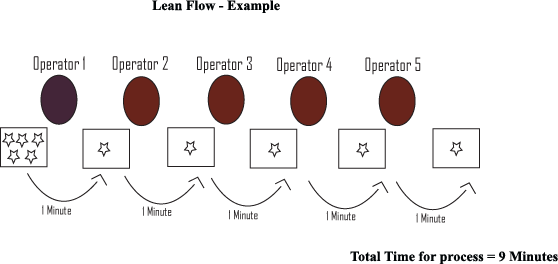 Lean Flow - Example
Operator 1 Operator 2 Operator 3 Operator 4 Operator 5
1 Minute 1 Minute 1 Minute 1 Minute 1 Minute
Total Time for process = 9 Minutes